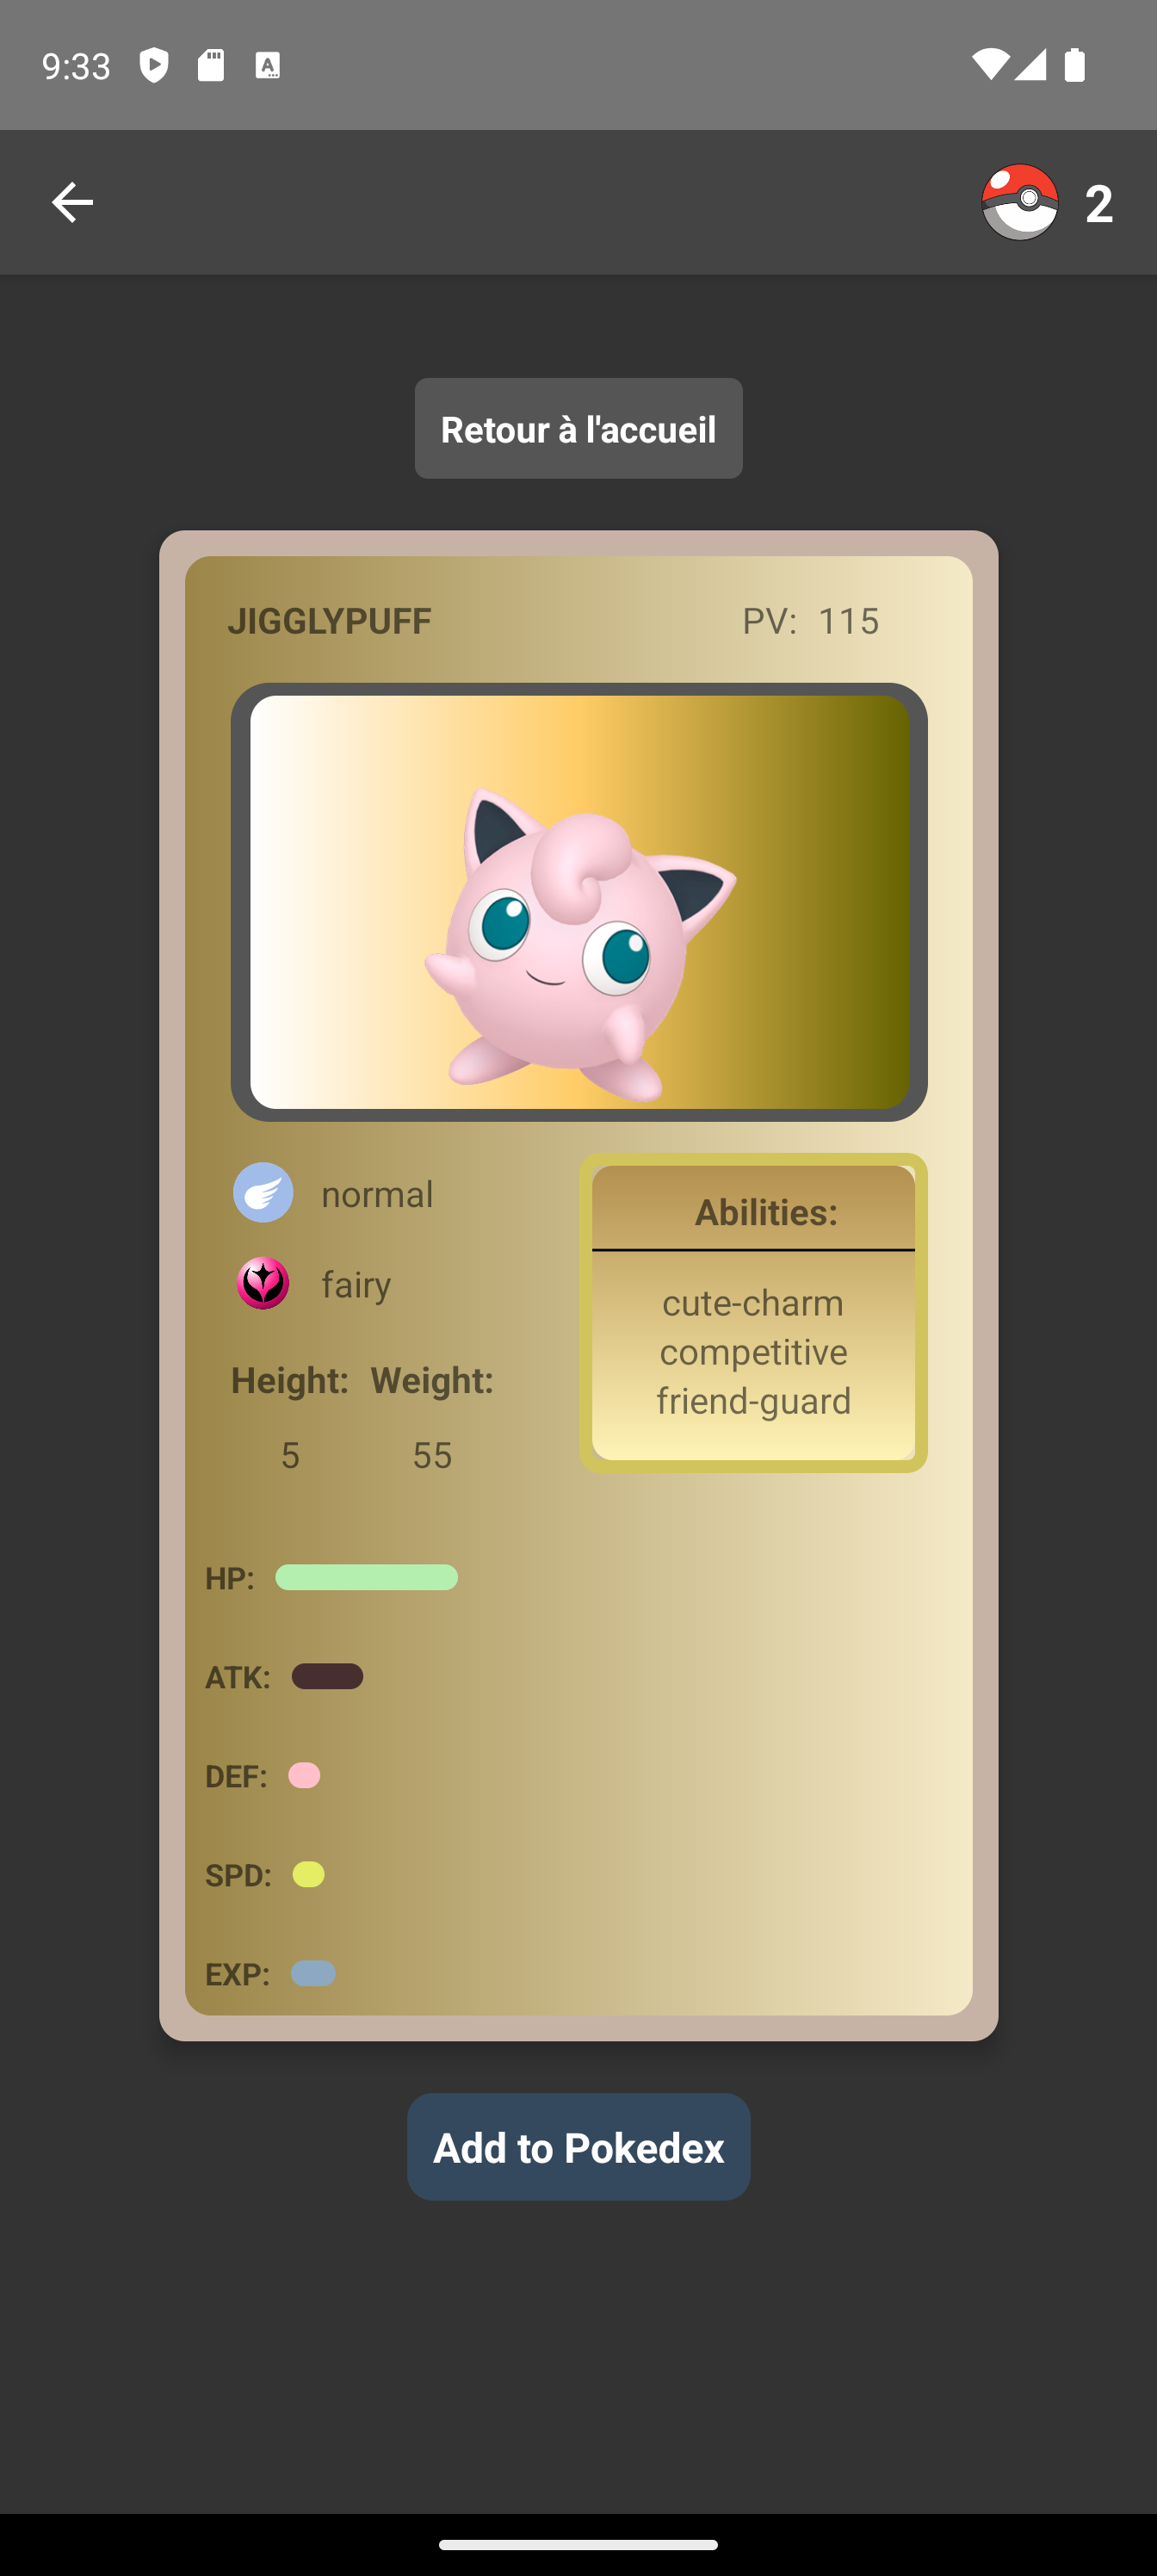 9:33
2
Retour à l'accueil
JIGGLYPUFF PV: 115
normal
fairy
Abilities:
cute-charm
competitive
friend-guard
Height: Weight:
5 55
HP:
ATK:
DEF:
SPD:
EXP:
Add to Pokedex